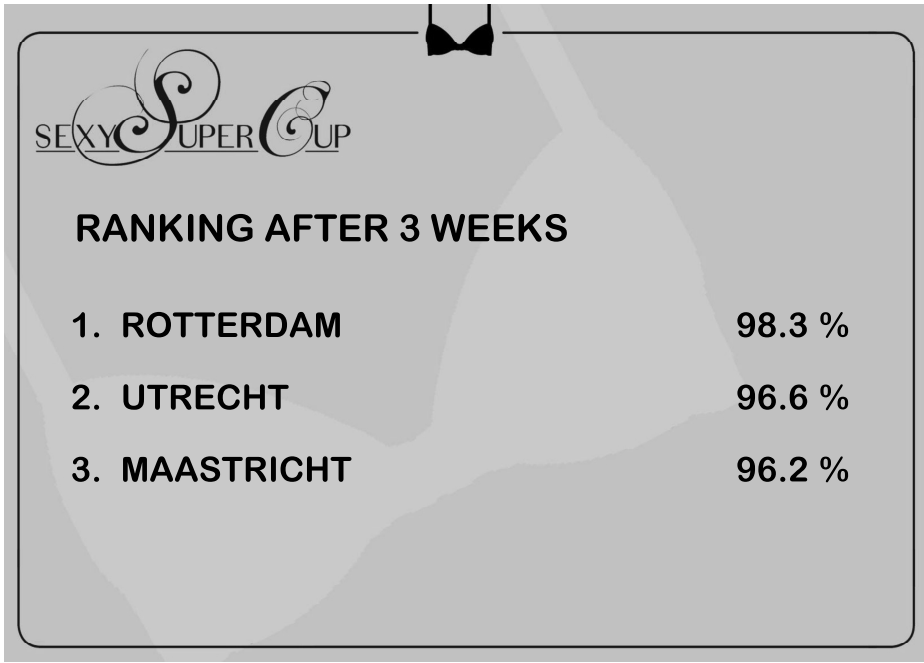 SEXY SUPER CUP
RANKING AFTER 3 WEEKS
1. ROTTERDAM 98.3 %
2. UTRECHT 96.6 %
3. MAASTRICHT 96.2 %